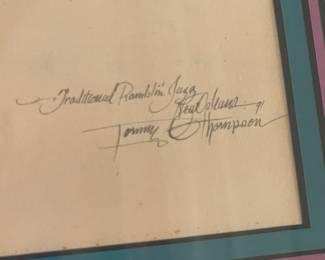 Traditional Ramblin' Jazz
New Orleans '91
Tommy Thompson